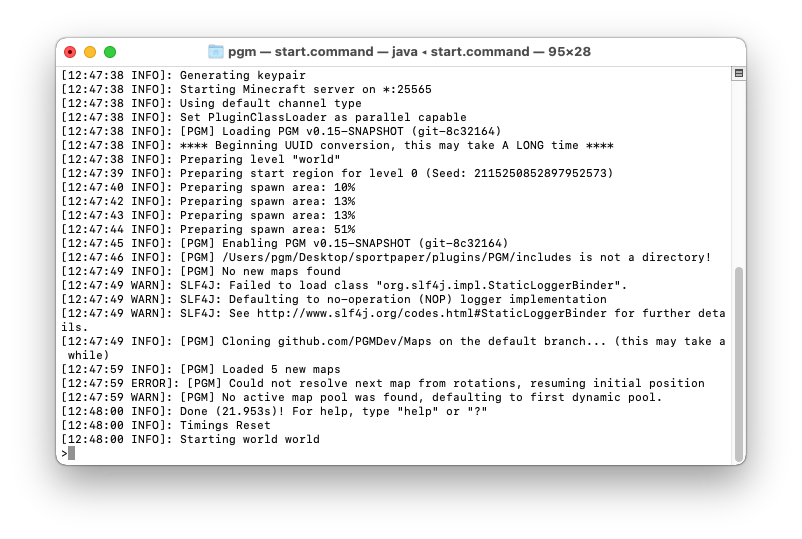 pgm — start.command — java ◂ start.command — 95×28
[12:47:38 INFO]: Generating keypair
[12:47:38 INFO]: Starting Minecraft server on *:25565
[12:47:38 INFO]: Using default channel type
[12:47:38 INFO]: Set PluginClassLoader as parallel capable
[12:47:38 INFO]: [PGM] Loading PGM v0.15-SNAPSHOT (git-8c32164)
[12:47:38 INFO]: **** Beginning UUID conversion, this may take A LONG time ****
[12:47:38 INFO]: Preparing level "world"
[12:47:39 INFO]: Preparing start region for level 0 (Seed: 2115250852897952573)
[12:47:40 INFO]: Preparing spawn area: 10%
[12:47:42 INFO]: Preparing spawn area: 13%
[12:47:43 INFO]: Preparing spawn area: 13%
[12:47:44 INFO]: Preparing spawn area: 51%
[12:47:45 INFO]: [PGM] Enabling PGM v0.15-SNAPSHOT (git-8c32164)
[12:47:46 INFO]: [PGM] /Users/pgm/Desktop/sportpaper/plugins/PGM/includes is not a directory!
[12:47:49 INFO]: [PGM] No new maps found
[12:47:49 WARN]: SLF4J: Failed to load class "org.slf4j.impl.StaticLoggerBinder".
[12:47:49 WARN]: SLF4J: Defaulting to no-operation (NOP) logger implementation
[12:47:49 WARN]: SLF4J: See http://www.slf4j.org/codes.html#StaticLoggerBinder for further deta
ils.
[12:47:49 INFO]: [PGM] Cloning github.com/PGMDev/Maps on the default branch... (this may take a
 while)
[12:47:59 INFO]: [PGM] Loaded 5 new maps
[12:47:59 ERROR]: [PGM] Could not resolve next map from rotations, resuming initial position
[12:47:59 WARN]: [PGM] No active map pool was found, defaulting to first dynamic pool.
[12:48:00 INFO]: Done (21.953s)! For help, type "help" or "?"
[12:48:00 INFO]: Timings Reset
[12:48:00 INFO]: Starting world world
>